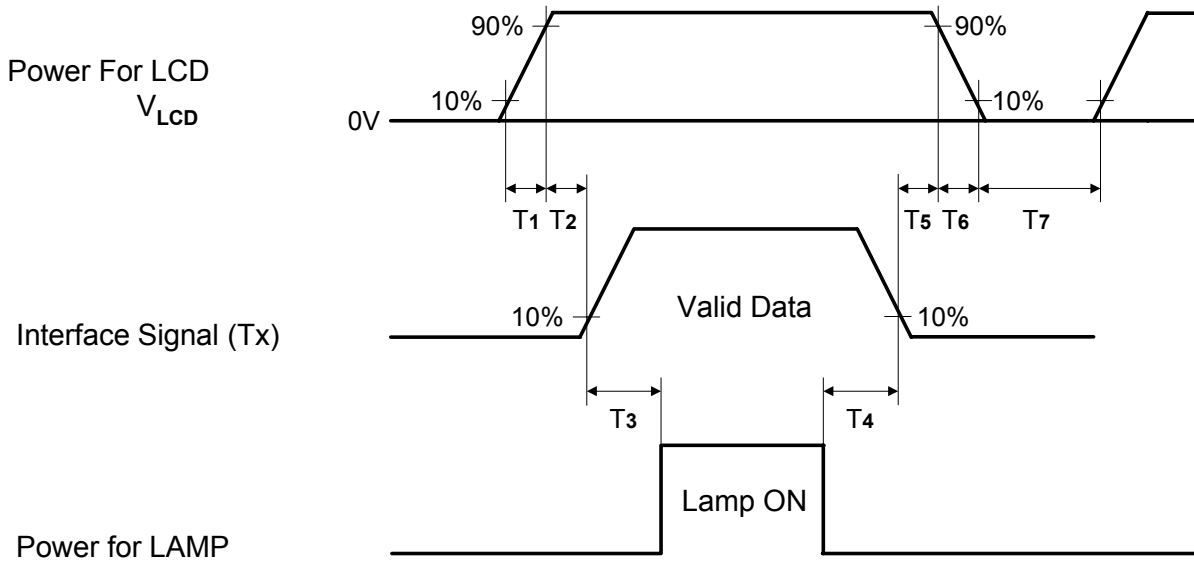 90%
90%
Power For LCD
10%
10%
VLCD
0V
T1 T2
T5 T6 T7
Valid Data
10%
10%
Interface Signal (Tx)
T3
T4
Lamp ON
Power for LAMP